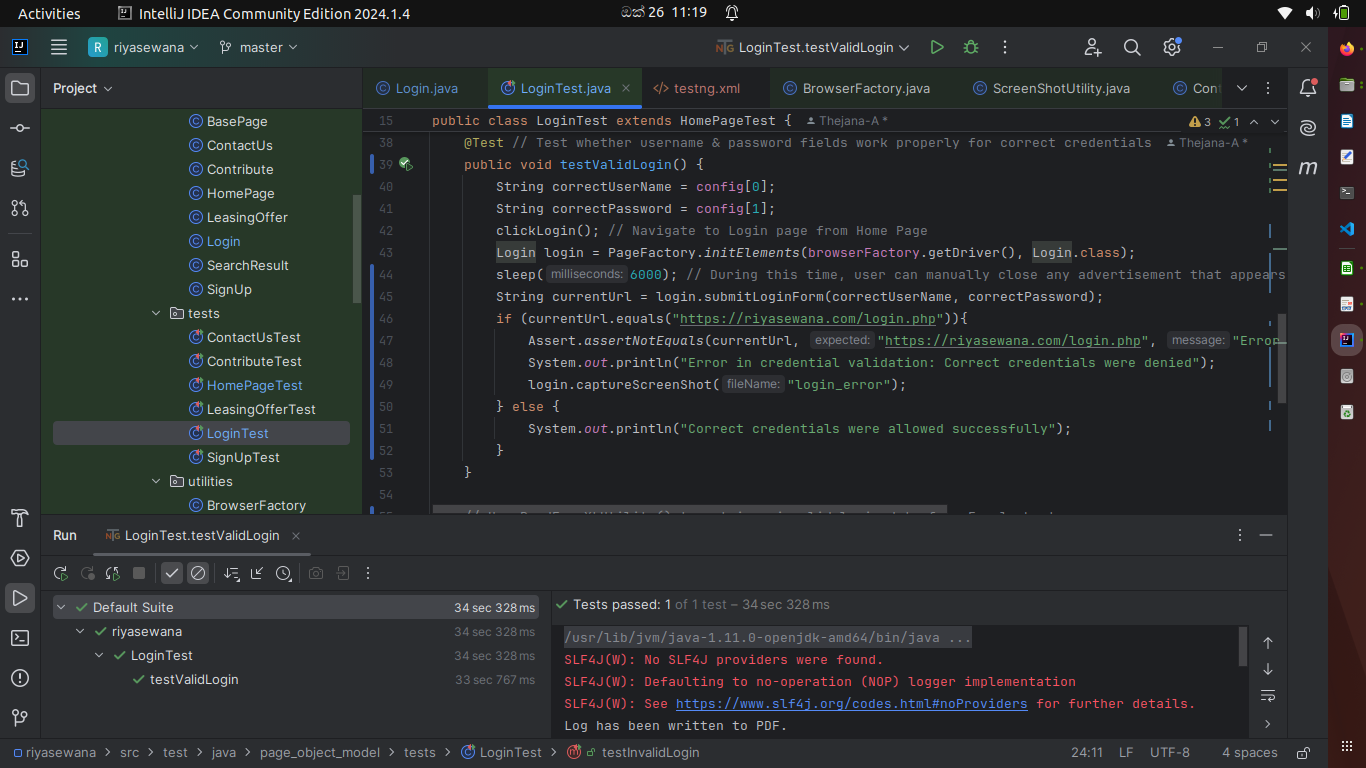 Activities IntelliJ IDEA Community Edition 2024.1.4 ඔක් 26 11:19
R riyasewana master LoginTest.testValidLogin
Project
Login.java LoginTest.java testng.xml BrowserFactory.java ScreenShotUtility.java
BasePage
ContactUs
Contribute
HomePage
LeasingOffer
Login
SearchResult
SignUp
tests
ContactUsTest
ContributeTest
HomePageTest
LeasingOfferTest
LoginTest
SignUpTest
utilities
BrowserFactory
15 public class LoginTest extends HomePageTest { Thejana-A * 3 1
38 @Test // Test whether username & password fields work properly for correct credentials Thejana-A *
39 public void testValidLogin() {
40 String correctUserName = config[0];
41 String correctPassword = config[1];
42 clickLogin(); // Navigate to Login page from Home Page
43 Login login = PageFactory.initElements(browserFactory.getDriver(), Login.class);
44 sleep( milliseconds: 6000); // During this time, user can manually close any advertisement that appears
45 String currentUrl = login.submitLoginForm(correctUserName, correctPassword);
46 if (currentUrl.equals("https://riyasewana.com/login.php")){
47 Assert.assertNotEquals(currentUrl, expected: "https://riyasewana.com/login.php", message: "Error
48 System.out.println("Error in credential validation: Correct credentials were denied");
49 login.captureScreenShot( fileName: "login_error");
50 } else {
51 System.out.println("Correct credentials were allowed successfully");
52 }
53 }
54
Run LoginTest.testValidLogin
Default Suite 34 sec 328 ms
riyasewana 34 sec 328 ms
LoginTest 34 sec 328 ms
testValidLogin 33 sec 767 ms
Tests passed: 1 of 1 test – 34 sec 328 ms
/usr/lib/jvm/java-1.11.0-openjdk-amd64/bin/java ...
SLF4J(W): No SLF4J providers were found.
SLF4J(W): Defaulting to no-operation (NOP) logger implementation
SLF4J(W): See https://www.slf4j.org/codes.html#noProviders for further details.
Log has been written to PDF.
riyasewana > src > test > java > page_object_model > tests > LoginTest > testInvalidLogin 24:11 LF UTF-8 4 spaces